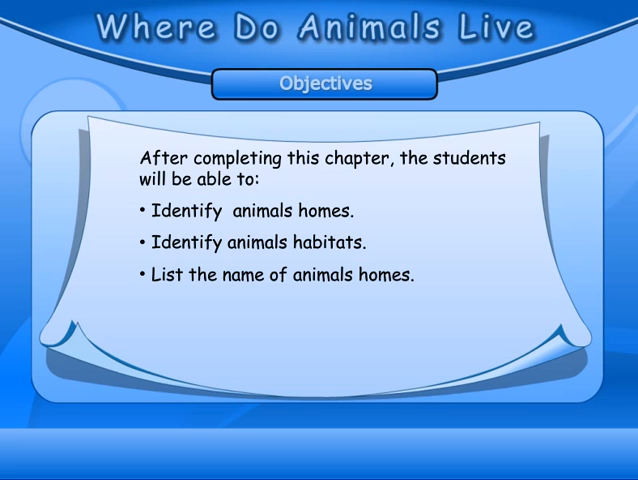 Where Do Animals Live
Objectives
After completing this chapter, the students
will be able to:
• Identify  animals homes.
• Identify animals habitats.
• List the name of animals homes.